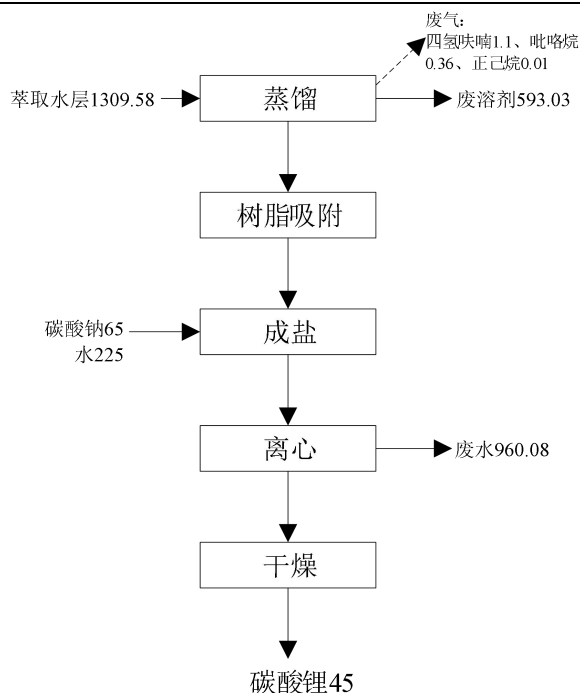 废气：
四氢呋喃1.1、吡咯烷
0.36、正己烷0.01
萃取水层1309.58
蒸馏
废溶剂593.03
树脂吸附
碳酸钠65
水225
成盐
离心
废水960.08
干燥
碳酸锂45